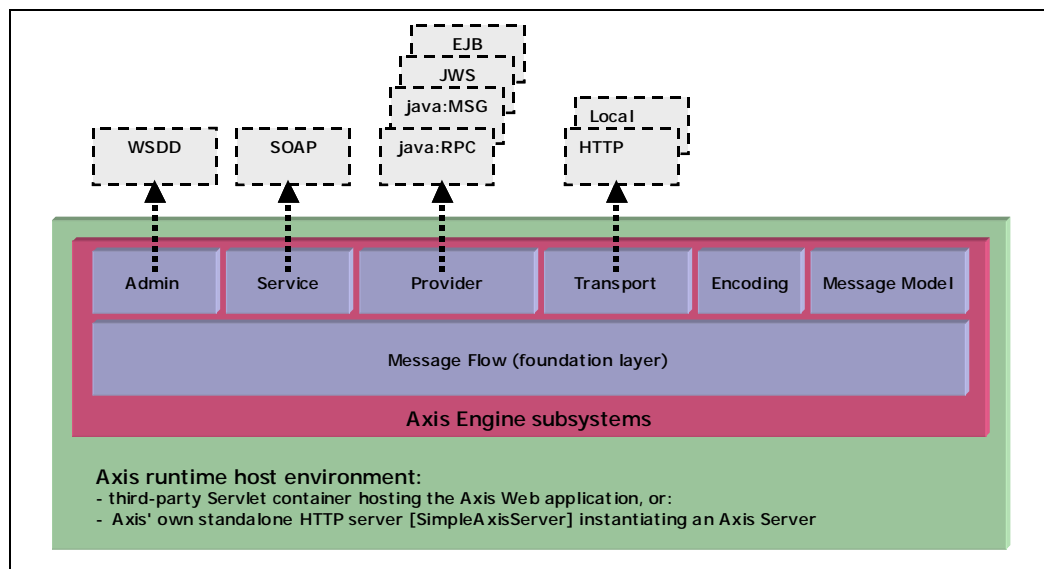 EJB
JWS
java:MSG
java:RPC
Local
HTTP
WSDD
SOAP
Admin
Service
Provider
Transport
Encoding
Message Model
Message Flow (foundation layer)
Axis Engine subsystems
Axis runtime host environment:
- third-party Servlet container hosting the Axis Web application, or:
- Axis' own standalone HTTP server [SimpleAxisServer] instantiating an Axis Server